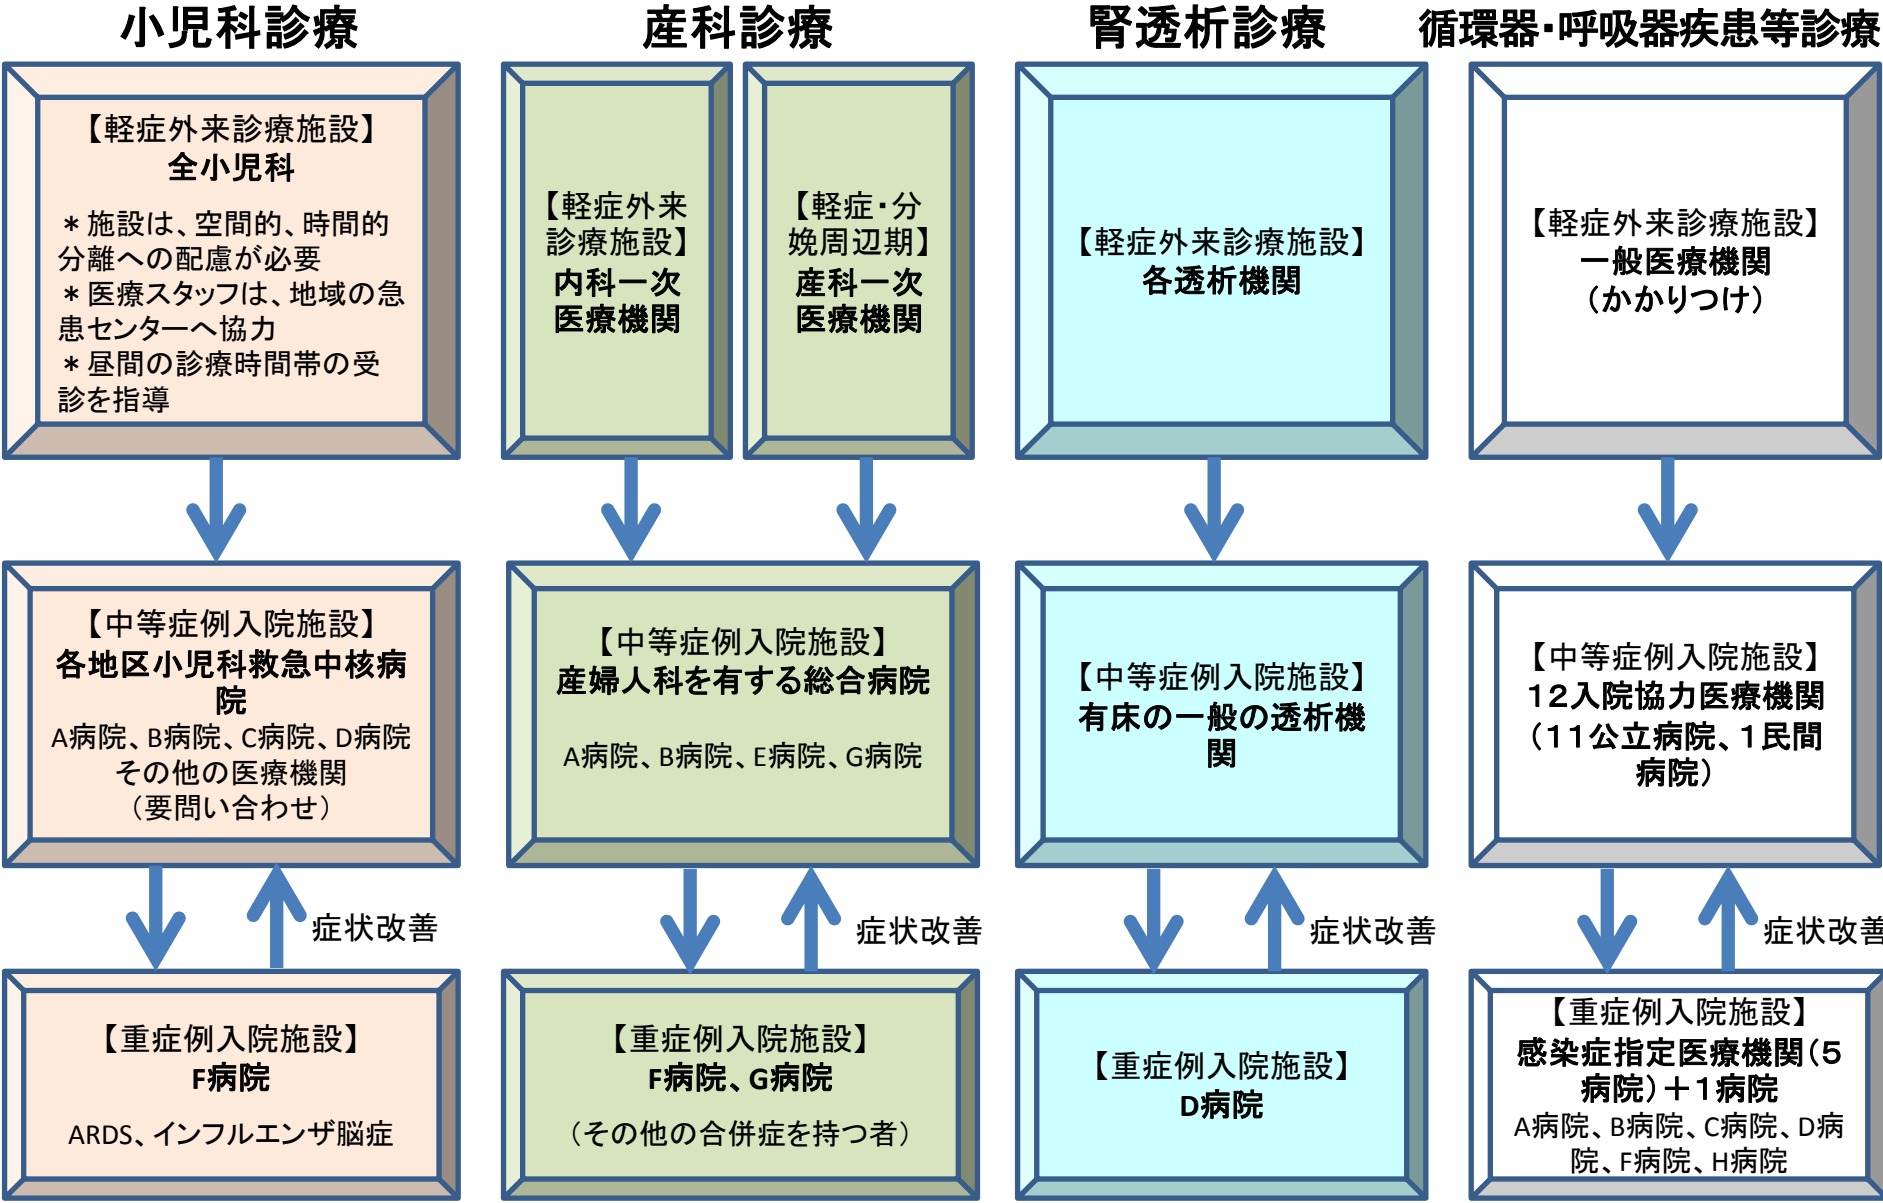 小児科診療
【軽症外来診療施設】
全小児科
＊施設は、空間的、時間的
分離への配慮が必要
＊医療スタッフは、地域の急
患センターへ協力
＊昼間の診療時間帯の受
診を指導
【中等症例入院施設】
各地区小児科救急中核病
院
A病院、B病院、C病院、D病院
その他の医療機関
（要問い合わせ）
症状改善
【重症例入院施設】
F病院
ARDS、インフルエンザ脳症
産科診療
【軽症外来
診療施設】
内科一次
医療機関
【軽症・分
娩周辺期】
産科一次
医療機関
【中等症例入院施設】
産婦人科を有する総合病院
A病院、B病院、E病院、G病院
症状改善
【重症例入院施設】
F病院、G病院
（その他の合併症を持つ者）
腎透析診療
【軽症外来診療施設】
各透析機関
【中等症例入院施設】
有床の一般の透析機
関
症状改善
【重症例入院施設】
D病院
循環器・呼吸器疾患等診療
【軽症外来診療施設】
一般医療機関
（かかりつけ）
【中等症例入院施設】
１２入院協力医療機関
（１１公立病院、１民間
病院）
症状改善
【重症例入院施設】
感染症指定医療機関（５
病院）＋１病院
A病院、B病院、C病院、D病
院、F病院、H病院